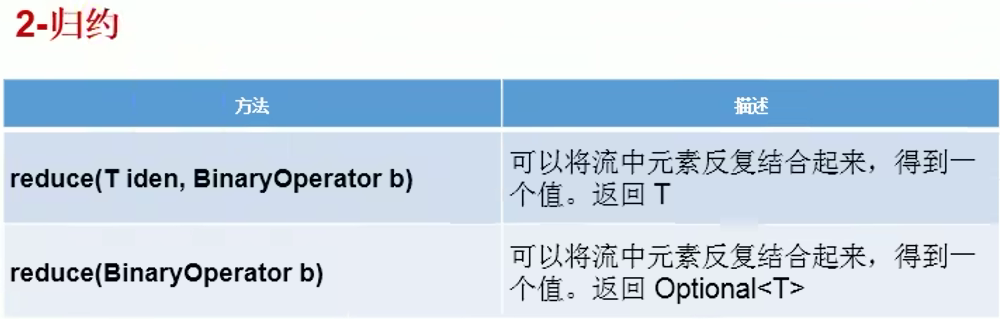 2-归约
方法
描述
reduce(T iden, BinaryOperator b)
可以将流中元素反复结合起来，得到一
个值。返回 T
reduce(BinaryOperator b)
可以将流中元素反复结合起来，得到一
个值。返回 Optional<T>